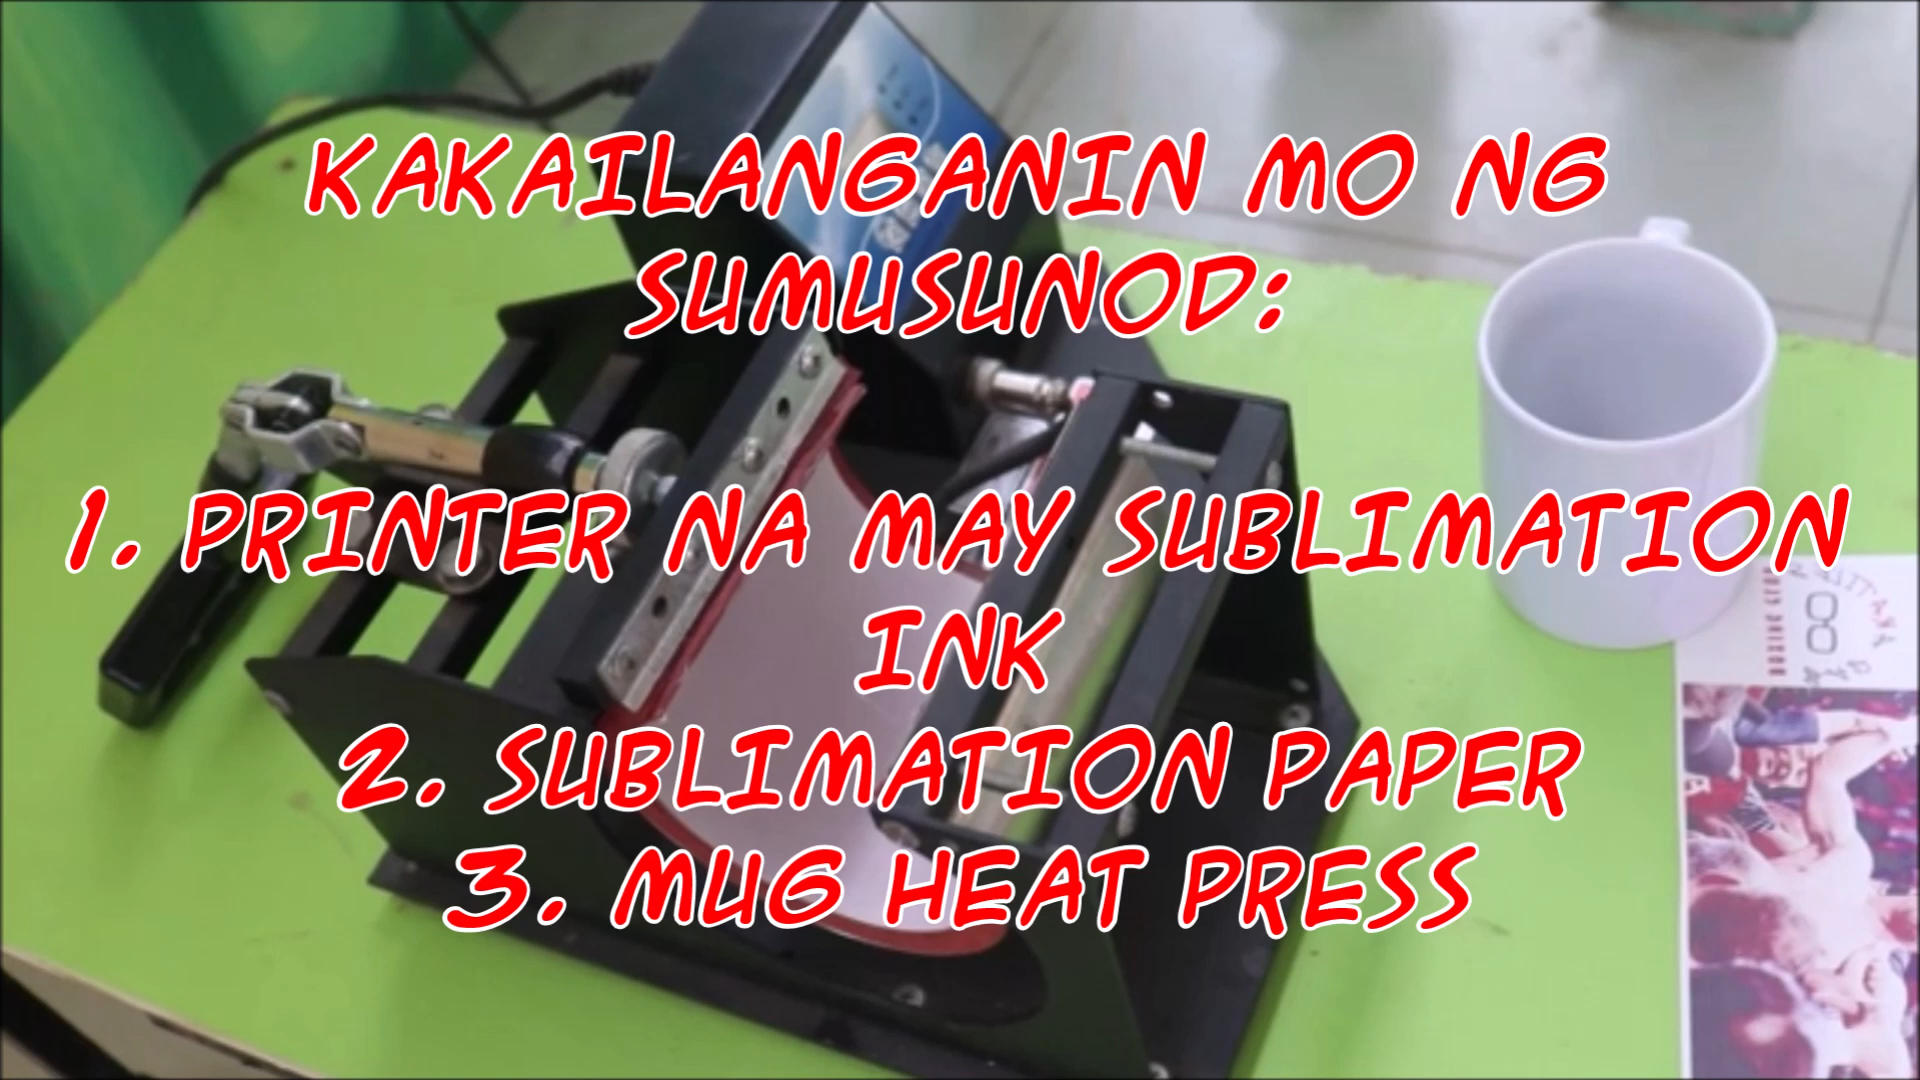 KAKAILANGANIN MO NG
SUMUSUNOD:
1. PRINTER NA MAY SUBLIMATION
INK
2. SUBLIMATION PAPER
3. MUG HEAT PRESS